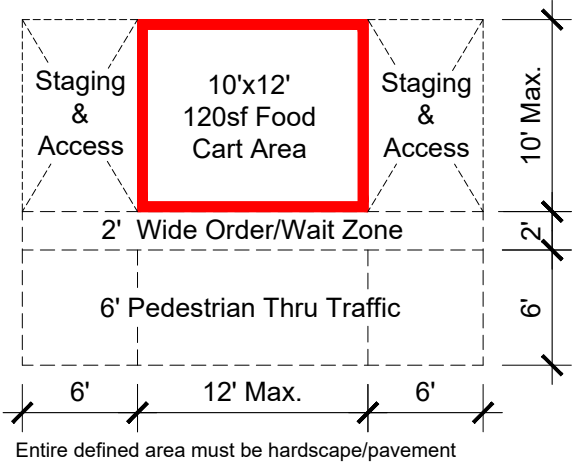 Staging
&
Access
10'x12'
120sf Food
Cart Area
Staging
&
Access
10' Max.
2' Wide Order/Wait Zone
2'
6' Pedestrian Thru Traffic
6'
6'
12' Max.
6'
Entire defined area must be hardscape/pavement